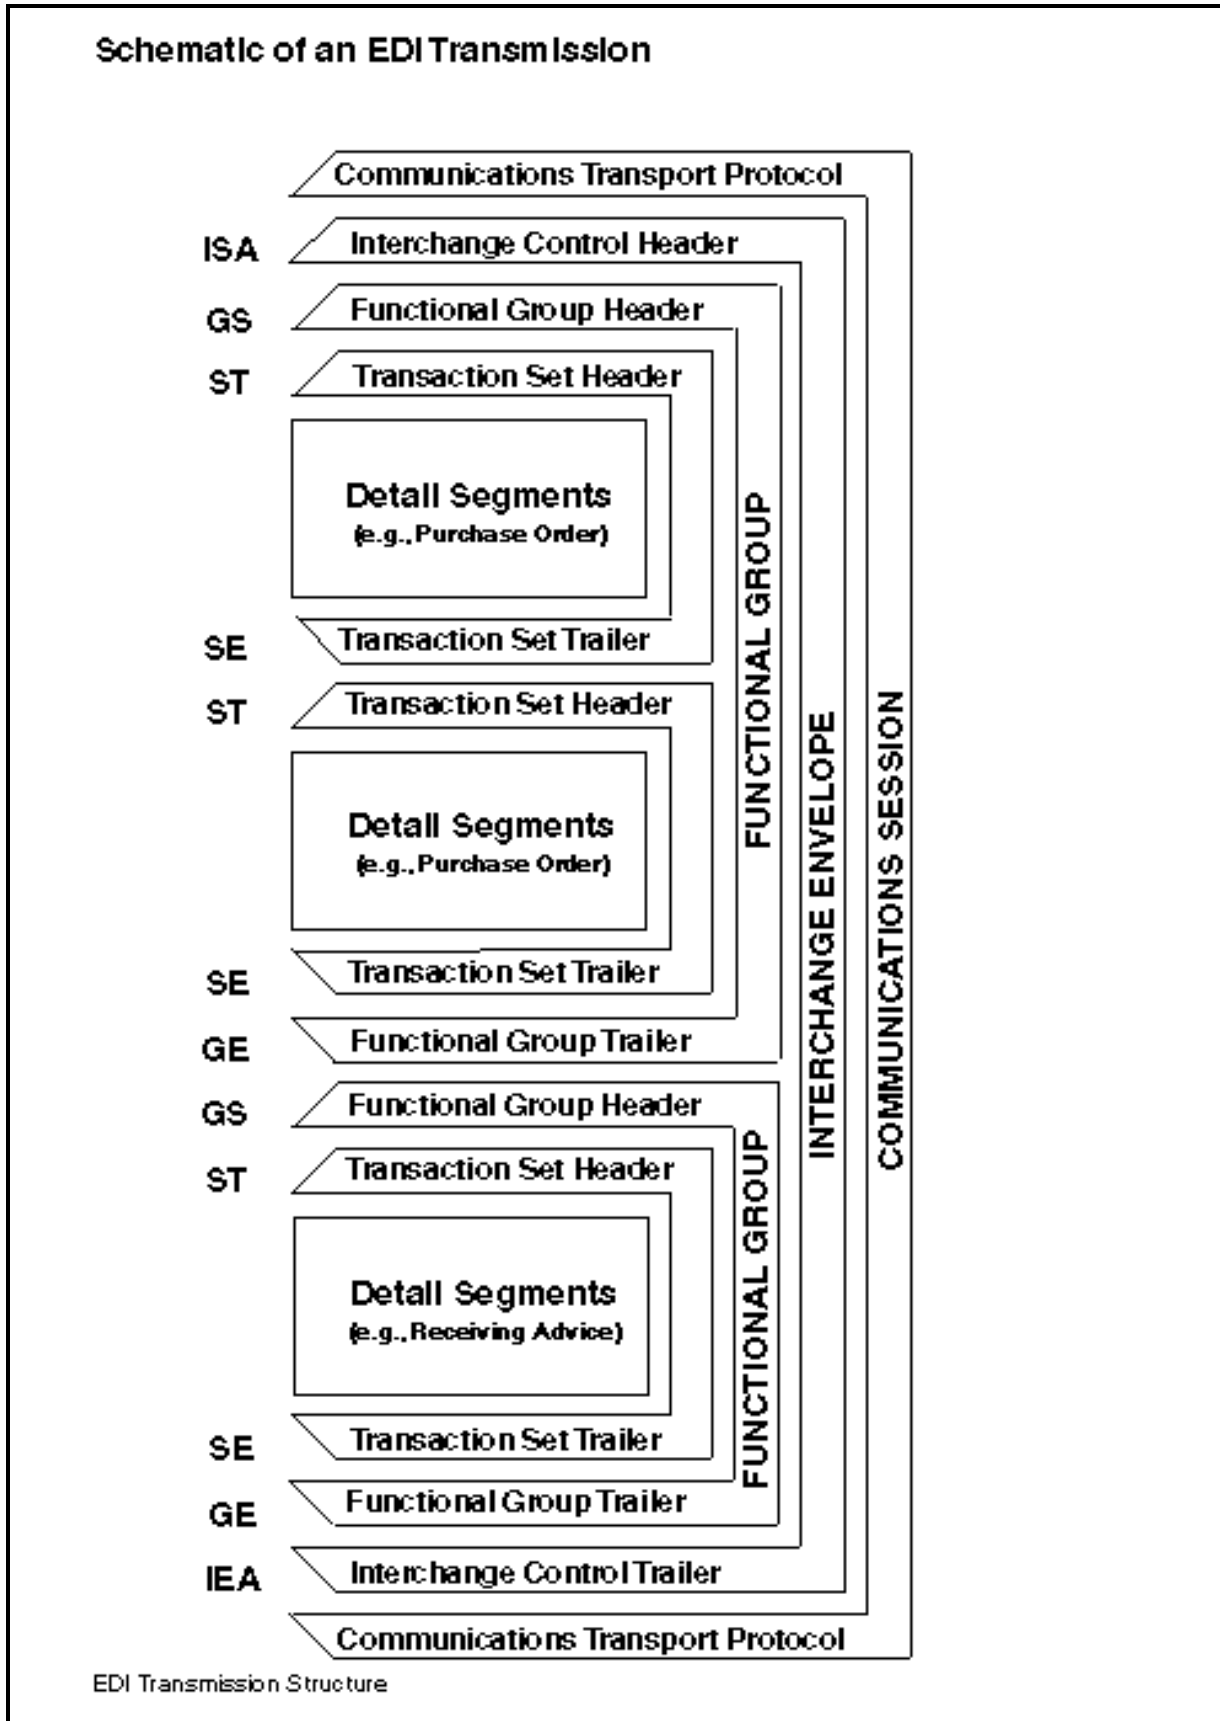 Schematic of an EDI Transmission
Communications Transport Protocol
ISA Interchange Control Header
GS Functional Group Header
ST Transaction Set Header
Detail Segments
(e.g., Purchase Order)
SE Transaction Set Trailer
ST Transaction Set Header
Detail Segments
(e.g., Purchase Order)
SE Transaction Set Trailer
GE Functional Group Trailer
GS Functional Group Header
ST Transaction Set Header
Detail Segments
(e.g., Receiving Advice)
SE Transaction Set Trailer
GE Functional Group Trailer
IEA Interchange Control Trailer
Communications Transport Protocol
FUNCTIONAL GROUP
FUNCTIONAL GROUP
INTERCHANGE ENVELOPE
COMMUNICATIONS SESSION
EDI Transmission Structure